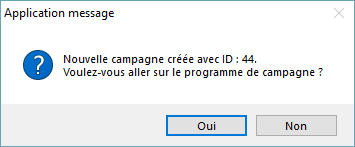 Application message
Nouvelle campagne créée avec ID : 44.
Voulez-vous aller sur le programme de campagne ?
Oui
Non